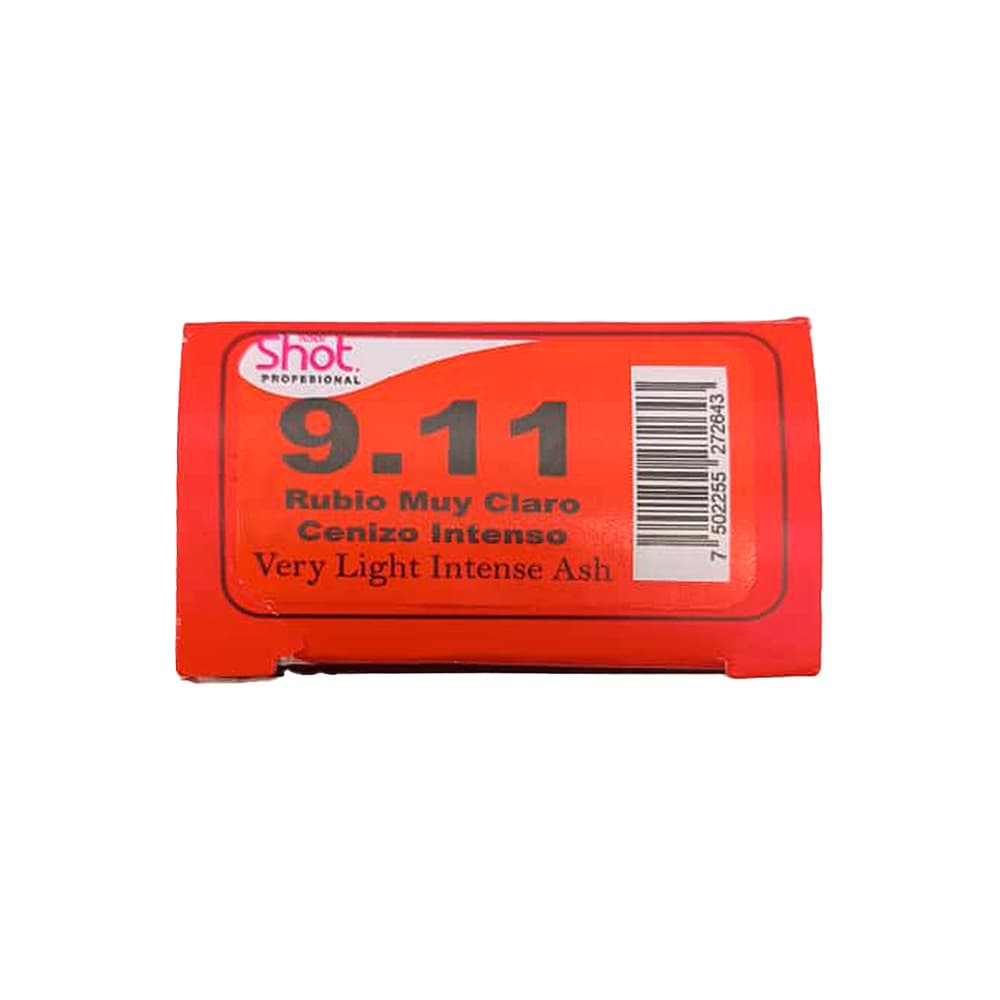 Shot.
PROFESIONAL
9.11
Rubio Muy Claro
Cenizo Intenso
Very Light Intense Ash
7 502255 272643